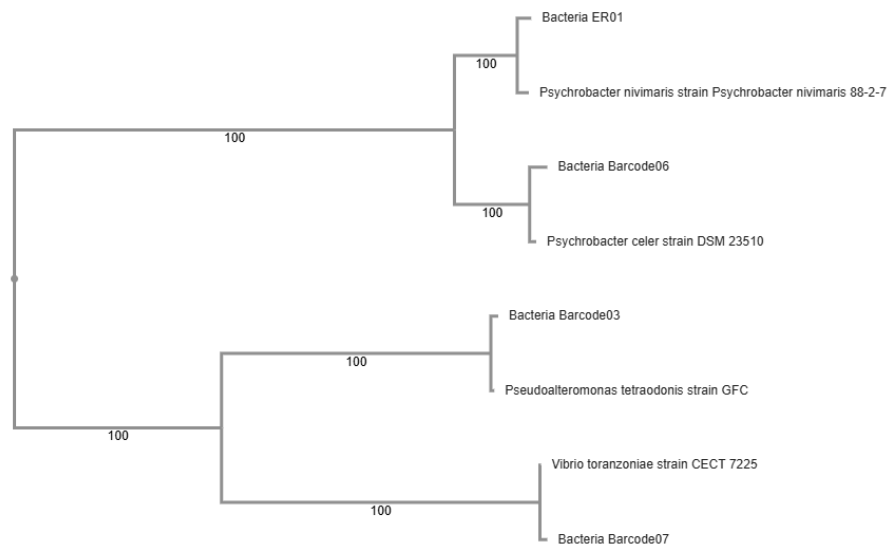 Bacteria ER01
100
Psychrobacter nivimaris strain Psychrobacter nivimaris 88-2-7
100
Bacteria Barcode06
100
Psychrobacter celer strain DSM 23510
Bacteria Barcode03
100
Pseudoalteromonas tetraodonis strain GFC
100
Vibrio toranzoniae strain CECT 7225
100
Bacteria Barcode07